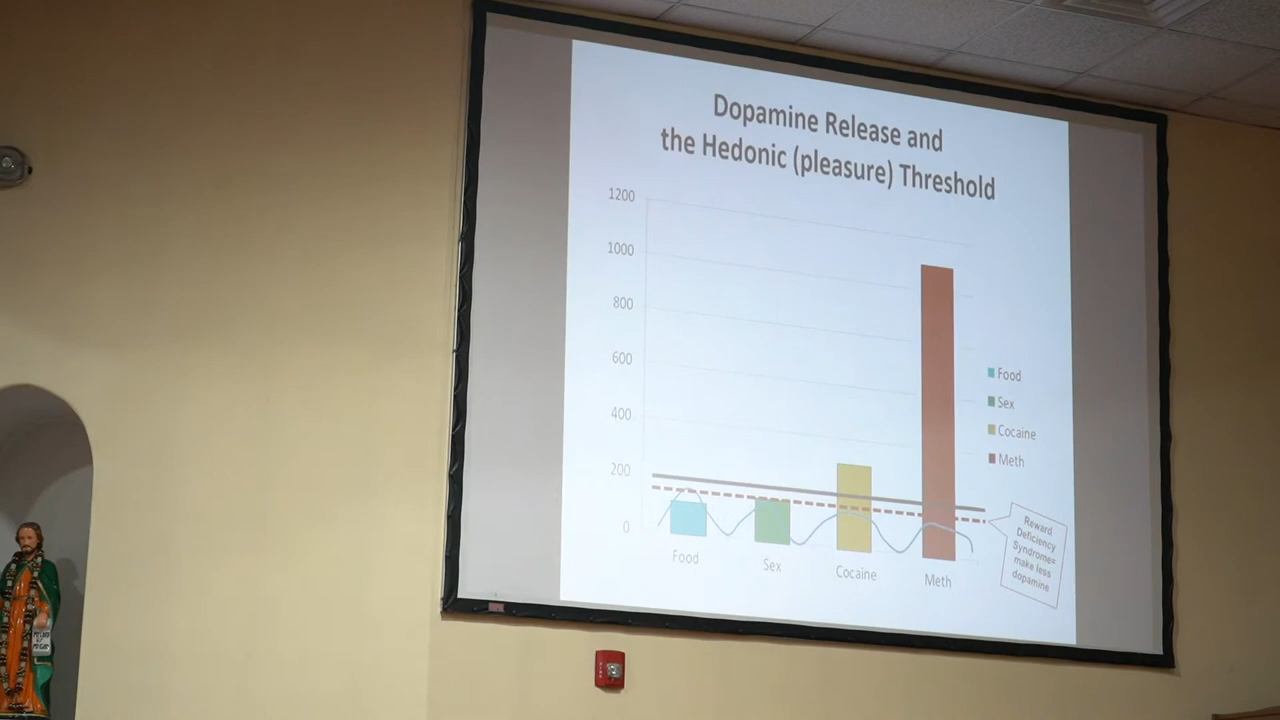 Dopamine Release and
the Hedonic (pleasure) Threshold
1200
1000
800
600
400
200
0
Food
Sex
Cocaine
Meth
Food
Sex
Cocaine
Meth
Reward
Deficiency
Syndrome=
make less
dopamine